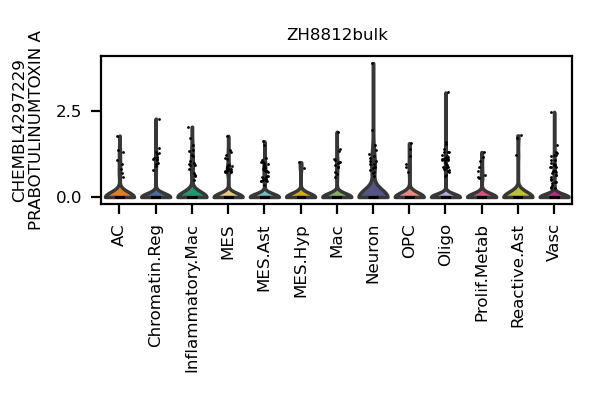 ZH8812bulk
CHEMBL4297229
PRABOTULINUMTOXIN A
2.5
0.0
AC
Chromatin.Reg
Inflammatory.Mac
MES
MES.Ast
MES.Hyp
Mac
Neuron
OPC
Oligo
Prolif.Metab
Reactive.Ast
Vasc